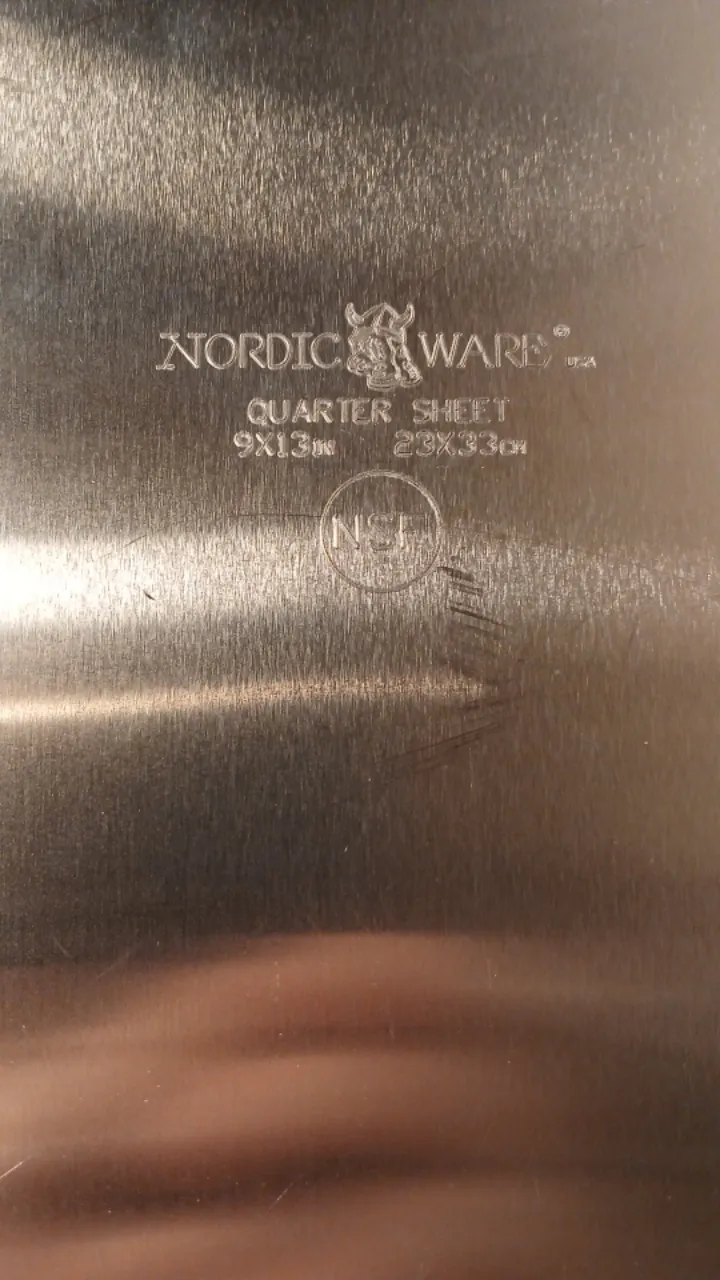 NORDIC WARE® USA
QUARTER SHEET
9X13IN 23X33CM
NSF